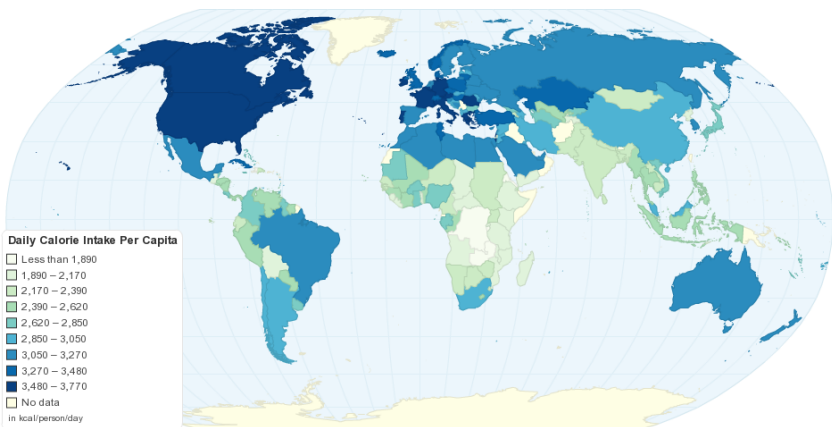 Daily Calorie Intake Per Capita
Less than 1,890
1,890 – 2,170
2,170 – 2,390
2,390 – 2,620
2,620 – 2,850
2,850 – 3,050
3,050 – 3,270
3,270 – 3,480
3,480 – 3,770
No data
in kcal/person/day